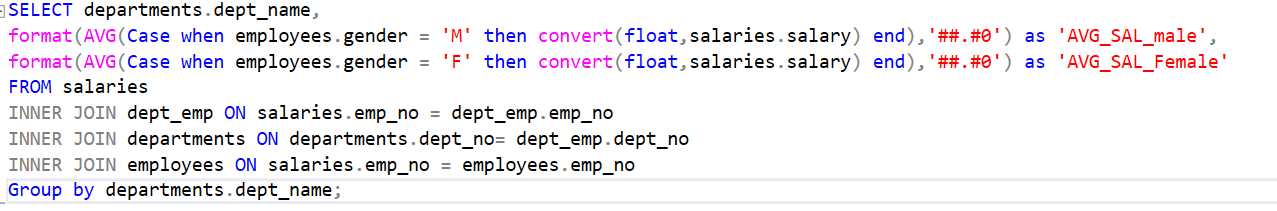 SELECT departments.dept_name,
format(AVG(Case when employees.gender = 'M' then convert(float,salaries.salary) end),'##.#0') as 'AVG_SAL_male',
format(AVG(Case when employees.gender = 'F' then convert(float,salaries.salary) end),'##.#0') as 'AVG_SAL_Female'
FROM salaries
INNER JOIN dept_emp ON salaries.emp_no = dept_emp.emp_no
INNER JOIN departments ON departments.dept_no= dept_emp.dept_no
INNER JOIN employees ON salaries.emp_no = employees.emp_no
Group by departments.dept_name;